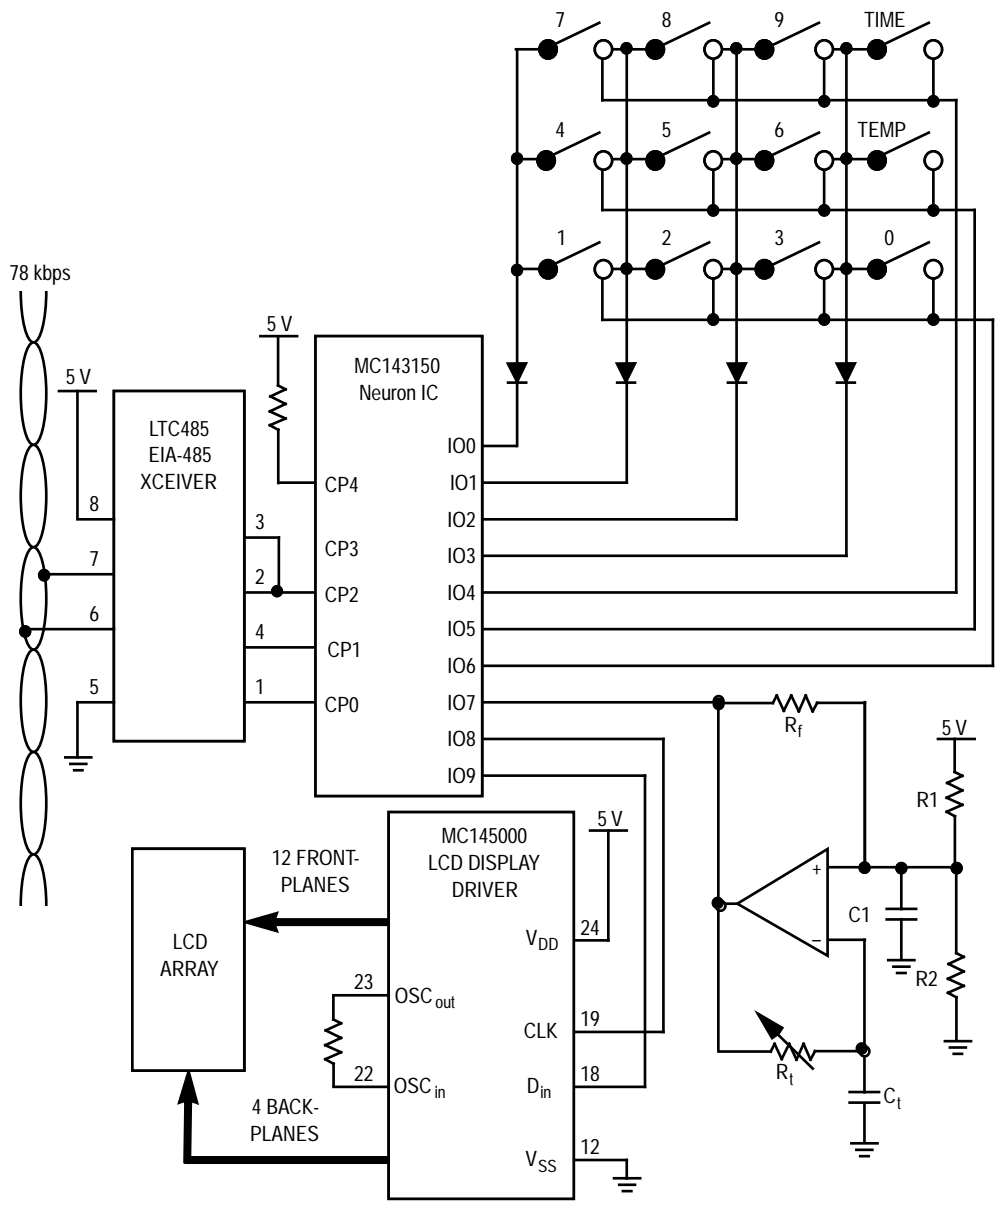 7 8 9 TIME
4 5 6 TEMP
1 2 3 0
78 kbps
5 V
LTC485
EIA-485
XCEIVER
8
7
6
5
3
2
4
1
5 V
MC143150
Neuron IC
CP4
CP3
CP2
CP1
CP0
IO0
IO1
IO2
IO3
IO4
IO5
IO6
IO7
IO8
IO9
Rf
5 V
R1
+
−
C1
R2
Rt
Ct
MC145000
LCD DISPLAY
DRIVER
5 V
VDD
24
23
OSCout
CLK
19
22
OSCin
Din
18
VSS
12
12 FRONT-
PLANES
LCD
ARRAY
4 BACK-
PLANES